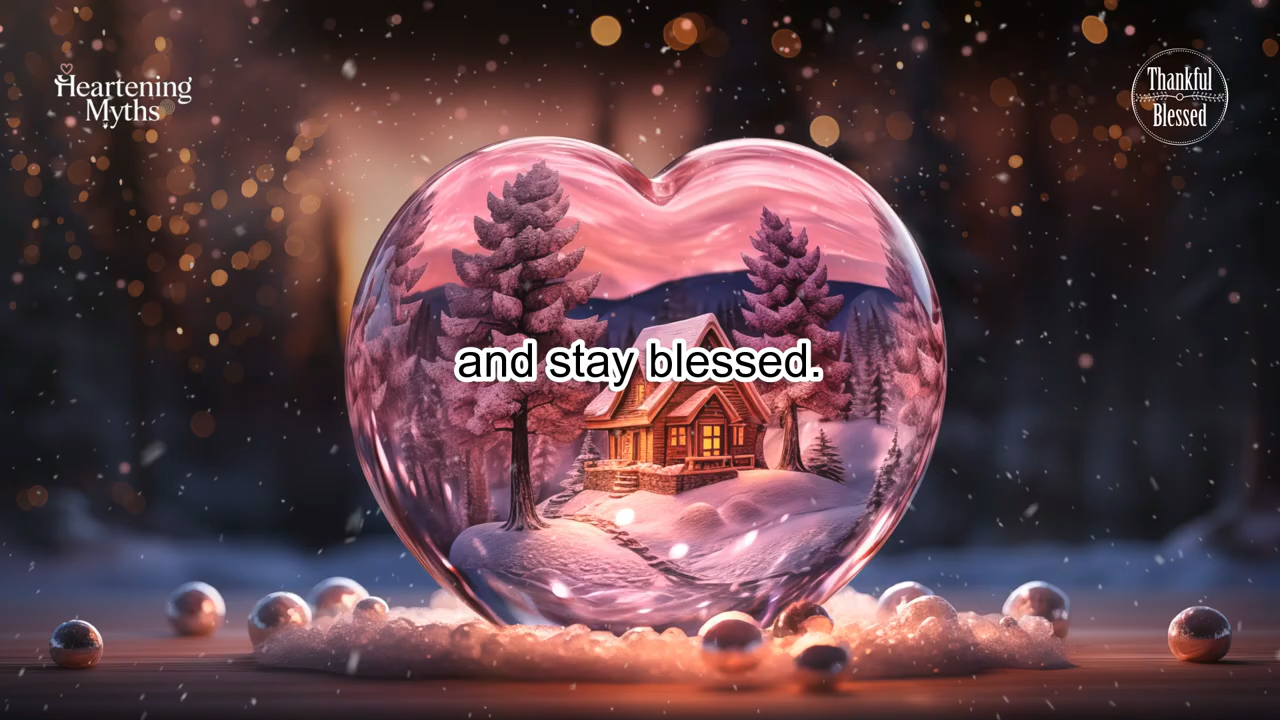 Heartening
Myths
Thankful
Blessed
and stay blessed.